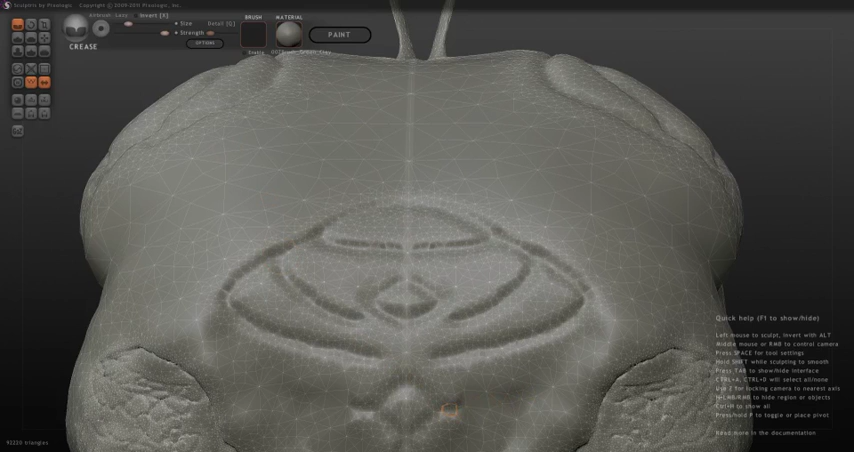 Sculptris by Pixologic Copyright © 2009-2011 Pixologic, Inc.
Airbrush Lazy Invert [X]
BRUSH
MATERIAL
Size
Detail [Q]
Strength
PAINT
CREASE
OPTIONS
Enable
Quick help (F1 to show/hide)
Left mouse to sculpt, invert with ALT
Middle mouse or RMB to control camera
Press SPACE for tool settings
Hold SHIFT while sculpting to smooth
Press TAB to show/hide interface
CTRL+A, CTRL+D will select all/none
Use Z for locking camera to nearest axis
H+LMB/RMB to hide region or objects
Ctrl+H to show all
Press/hold P to toggle or place pivot
Read more in the documentation
92220 triangles